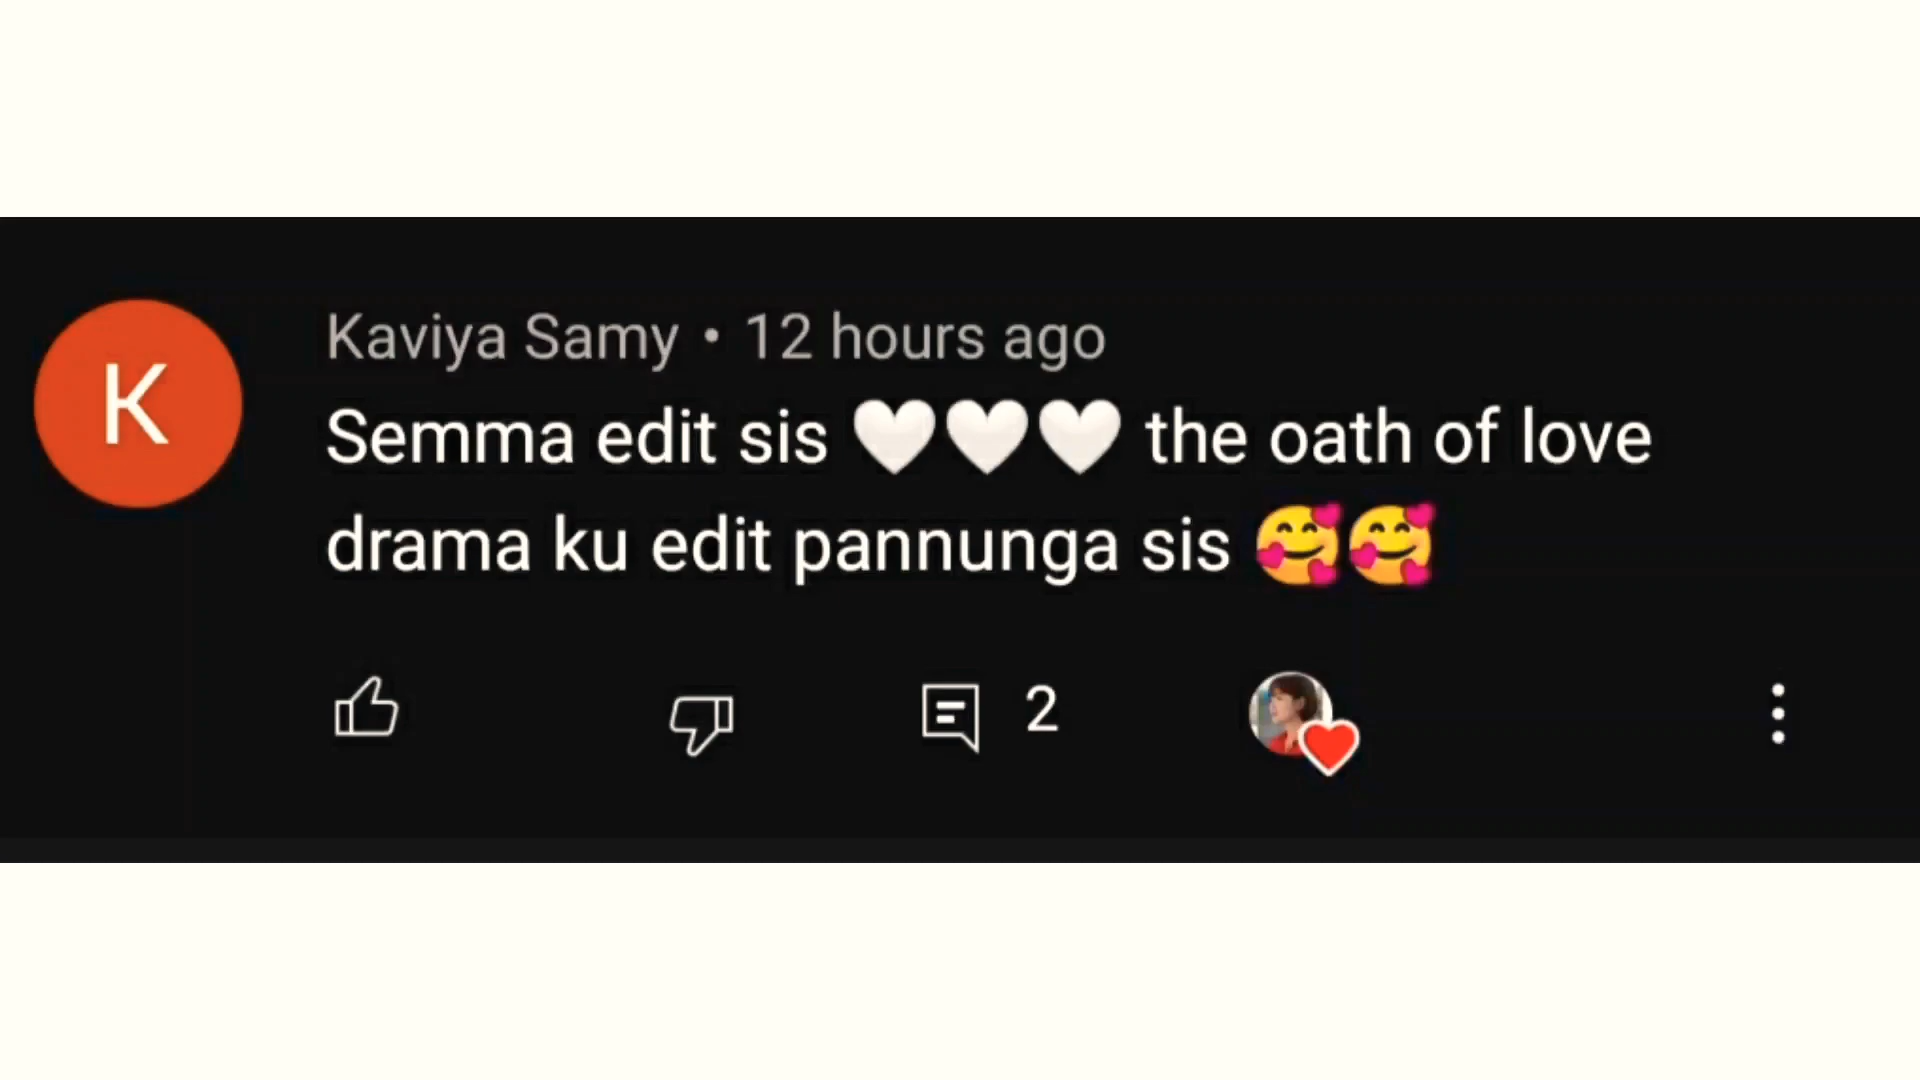 K
Kaviya Samy • 12 hours ago
Semma edit sis 🤍🤍🤍 the oath of love
drama ku edit pannunga sis 🥰🥰
2